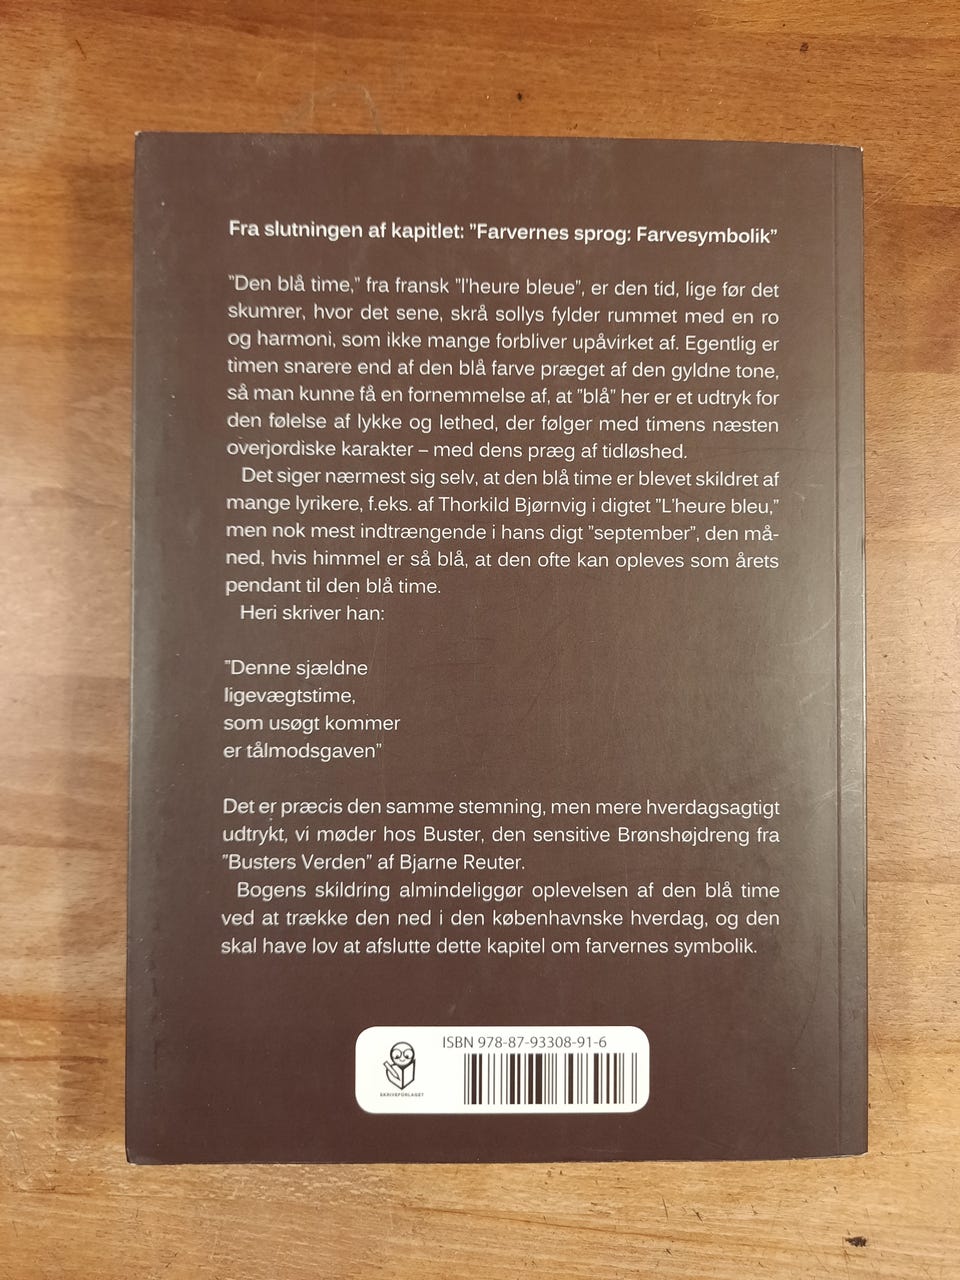 Fra slutningen af kapitlet: "Farvernes sprog: Farvesymbolik"
"Den blå time," fra fransk "l'heure bleue", er den tid, lige før det
skumrer, hvor det sene, skrå sollys fylder rummet med en ro
og harmoni, som ikke mange forbliver upåvirket af. Egentlig er
timen snarere end af den blå farve præget af den gyldne tone,
så man kunne få en fornemmelse af, at "blå" her er et udtryk for
den følelse af lykke og lethed, der følger med timens næsten
overjordiske karakter – med dens præg af tidløshed.
Det siger nærmest sig selv, at den blå time er blevet skildret af
mange lyrikere, f.eks. af Thorkild Bjørnvig i digtet "L'heure bleu,"
men nok mest indtrængende i hans digt "september", den må-
ned, hvis himmel er så blå, at den ofte kan opleves som årets
pendant til den blå time.
Heri skriver han:
"Denne sjældne
ligevægtstime,
som usøgt kommer
er tålmodsgaven"
Det er præcis den samme stemning, men mere hverdagsagtigt
udtrykt, vi møder hos Buster, den sensitive Brønshøjdreng fra
"Busters Verden" af Bjarne Reuter.
Bogens skildring almindeliggør oplevelsen af den blå time
ved at trække den ned i den københavnske hverdag, og den
skal have lov at afslutte dette kapitel om farvernes symbolik.
ISBN 978-87-93308-91-6
SKRIVEFORLAGET